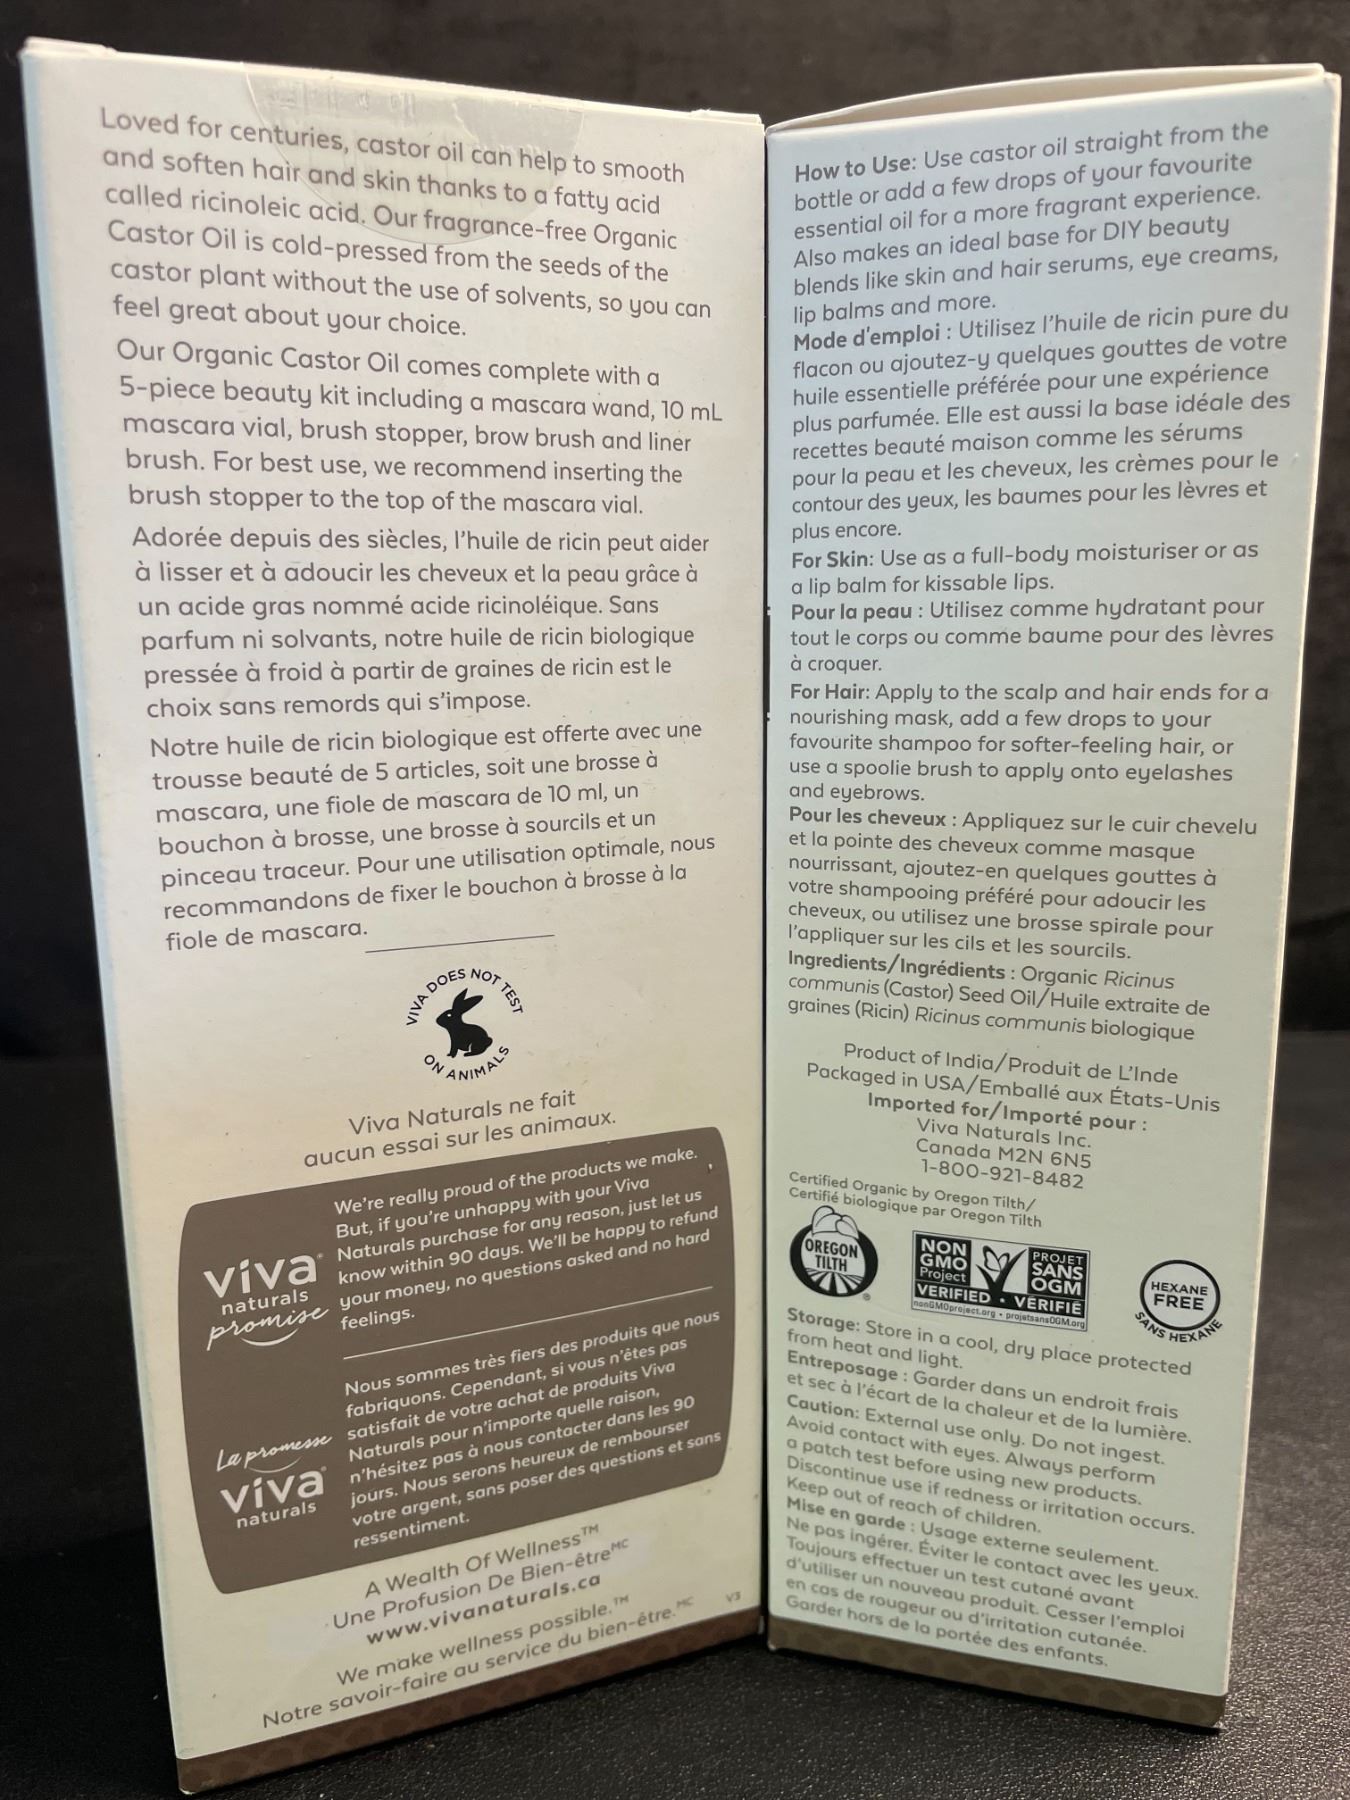 Loved for centuries, castor oil can help to smooth
and soften hair and skin thanks to a fatty acid
called ricinoleic acid. Our fragrance-free Organic
Castor Oil is cold-pressed from the seeds of the
castor plant without the use of solvents, so you can
feel great about your choice.
Our Organic Castor Oil comes complete with a
5-piece beauty kit including a mascara wand, 10 mL
mascara vial, brush stopper, brow brush and liner
brush. For best use, we recommend inserting the
brush stopper to the top of the mascara vial.
Adorée depuis des siècles, l'huile de ricin peut aider
à lisser et à adoucir les cheveux et la peau grâce à
un acide gras nommé acide ricinoléique. Sans
parfum ni solvants, notre huile de ricin biologique
pressée à froid à partir de graines de ricin est le
choix sans remords qui s'impose.
Notre huile de ricin biologique est offerte avec une
trousse beauté de 5 articles, soit une brosse à
mascara, une fiole de mascara de 10 ml, un
bouchon à brosse, une brosse à sourcils et un
pinceau traceur. Pour une utilisation optimale, nous
recommandons de fixer le bouchon à brosse à la
fiole de mascara.
VIVA DOES NOT TEST
ON ANIMALS
Viva Naturals ne fait
aucun essai sur les animaux.
viva®
naturals
promise
We're really proud of the products we make.
But, if you're unhappy with your Viva
Naturals purchase for any reason, just let us
know within 90 days. We'll be happy to refund
your money, no questions asked and no hard
feelings.
La promesse
viva®
naturals
Nous sommes très fiers des produits que nous
fabriquons. Cependant, si vous n'êtes pas
satisfait de votre achat de produits Viva
Naturals pour n'importe quelle raison,
n'hésitez pas à nous contacter dans les 90
jours. Nous serons heureux de rembourser
votre argent, sans poser des questions et sans
ressentiment.
A Wealth Of Wellness™
Une Profusion De Bien-être MC
www.vivanaturals.ca
We make wellness possible.™
Notre savoir-faire au service du bien-être. MC
V3
How to Use: Use castor oil straight from the
bottle or add a few drops of your favourite
essential oil for a more fragrant experience.
Also makes an ideal base for DIY beauty
blends like skin and hair serums, eye creams,
lip balms and more.
Mode d'emploi : Utilisez l'huile de ricin pure du
flacon ou ajoutez-y quelques gouttes de votre
huile essentielle préférée pour une expérience
plus parfumée. Elle est aussi la base idéale des
recettes beauté maison comme les sérums
pour la peau et les cheveux, les crèmes pour le
contour des yeux, les baumes pour les lèvres et
plus encore.
For Skin: Use as a full-body moisturiser or as
a lip balm for kissable lips.
Pour la peau : Utilisez comme hydratant pour
tout le corps ou comme baume pour des lèvres
à croquer.
For Hair: Apply to the scalp and hair ends for a
nourishing mask, add a few drops to your
favourite shampoo for softer-feeling hair, or
use a spoolie brush to apply onto eyelashes
and eyebrows.
Pour les cheveux : Appliquez sur le cuir chevelu
et la pointe des cheveux comme masque
nourrissant, ajoutez-en quelques gouttes à
votre shampooing préféré pour adoucir les
cheveux, ou utilisez une brosse spirale pour
l'appliquer sur les cils et les sourcils.
Ingredients/Ingrédients : Organic Ricinus
communis (Castor) Seed Oil/Huile extraite de
graines (Ricin) Ricinus communis biologique
Product of India/Produit de L'Inde
Packaged in USA/Emballé aux États-Unis
Imported for/Importé pour :
Viva Naturals Inc.
Canada M2N 6N5
1-800-921-8482
Certified Organic by Oregon Tilth/
Certifié biologique par Oregon Tilth
OREGON
TILTH
®
NON
GMO
Project
VERIFIED • VÉRIFIÉ
PROJET
SANS
OGM
nonGMOproject.org • projetsansOGM.org
HEXANE
FREE
SANS HEXANE
Storage: Store in a cool, dry place protected
from heat and light.
Entreposage : Garder dans un endroit frais
et sec à l'écart de la chaleur et de la lumière.
Caution: External use only. Do not ingest.
Avoid contact with eyes. Always perform
a patch test before using new products.
Discontinue use if redness or irritation occurs.
Keep out of reach of children.
Mise en garde : Usage externe seulement.
Ne pas ingérer. Éviter le contact avec les yeux.
Toujours effectuer un test cutané avant
d'utiliser un nouveau produit. Cesser l'emploi
en cas de rougeur ou d'irritation cutanée.
Garder hors de la portée des enfants.